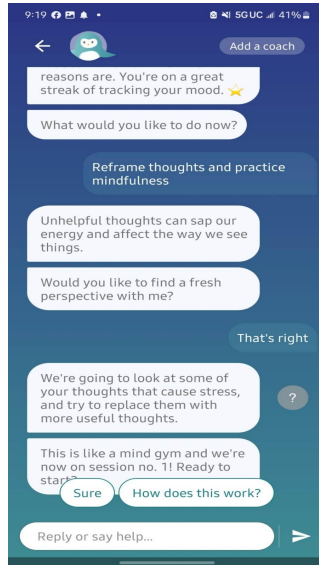 9:19
5GUC 41%
Add a coach
reasons are. You're on a great
streak of tracking your mood.
What would you like to do now?
Reframe thoughts and practice
mindfulness
Unhelpful thoughts can sap our
energy and affect the way we see
things.
Would you like to find a fresh
perspective with me?
That's right
We're going to look at some of
your thoughts that cause stress,
and try to replace them with
more useful thoughts.
?
This is like a mind gym and we're
now on session no. 1! Ready to
start?
Sure
How does this work?
Reply or say help...